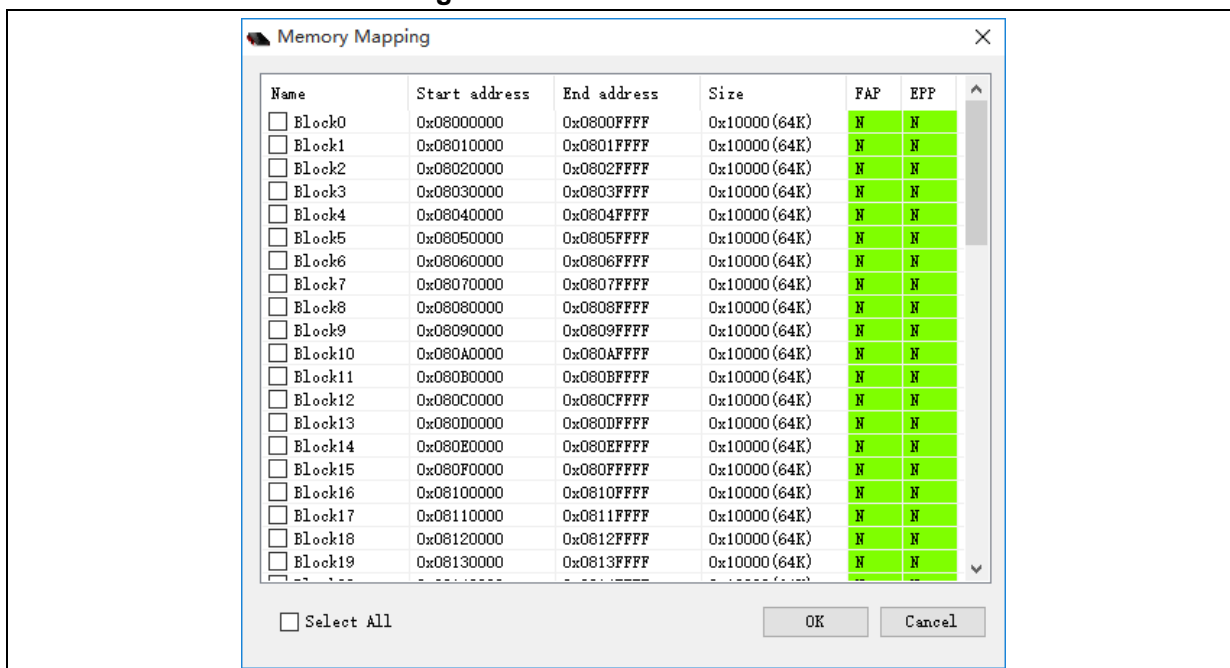 Memory Mapping
Name Start address End address Size FAP EPP
Block0 0x08000000 0x0800FFFF 0x10000(64K) N N
Block1 0x08010000 0x0801FFFF 0x10000(64K) N N
Block2 0x08020000 0x0802FFFF 0x10000(64K) N N
Block3 0x08030000 0x0803FFFF 0x10000(64K) N N
Block4 0x08040000 0x0804FFFF 0x10000(64K) N N
Block5 0x08050000 0x0805FFFF 0x10000(64K) N N
Block6 0x08060000 0x0806FFFF 0x10000(64K) N N
Block7 0x08070000 0x0807FFFF 0x10000(64K) N N
Block8 0x08080000 0x0808FFFF 0x10000(64K) N N
Block9 0x08090000 0x0809FFFF 0x10000(64K) N N
Block10 0x080A0000 0x080AFFFF 0x10000(64K) N N
Block11 0x080B0000 0x080BFFFF 0x10000(64K) N N
Block12 0x080C0000 0x080CFFFF 0x10000(64K) N N
Block13 0x080D0000 0x080DFFFF 0x10000(64K) N N
Block14 0x080E0000 0x080EFFFF 0x10000(64K) N N
Block15 0x080F0000 0x080FFFFF 0x10000(64K) N N
Block16 0x08100000 0x0810FFFF 0x10000(64K) N N
Block17 0x08110000 0x0811FFFF 0x10000(64K) N N
Block18 0x08120000 0x0812FFFF 0x10000(64K) N N
Block19 0x08130000 0x0813FFFF 0x10000(64K) N N
Select All OK Cancel